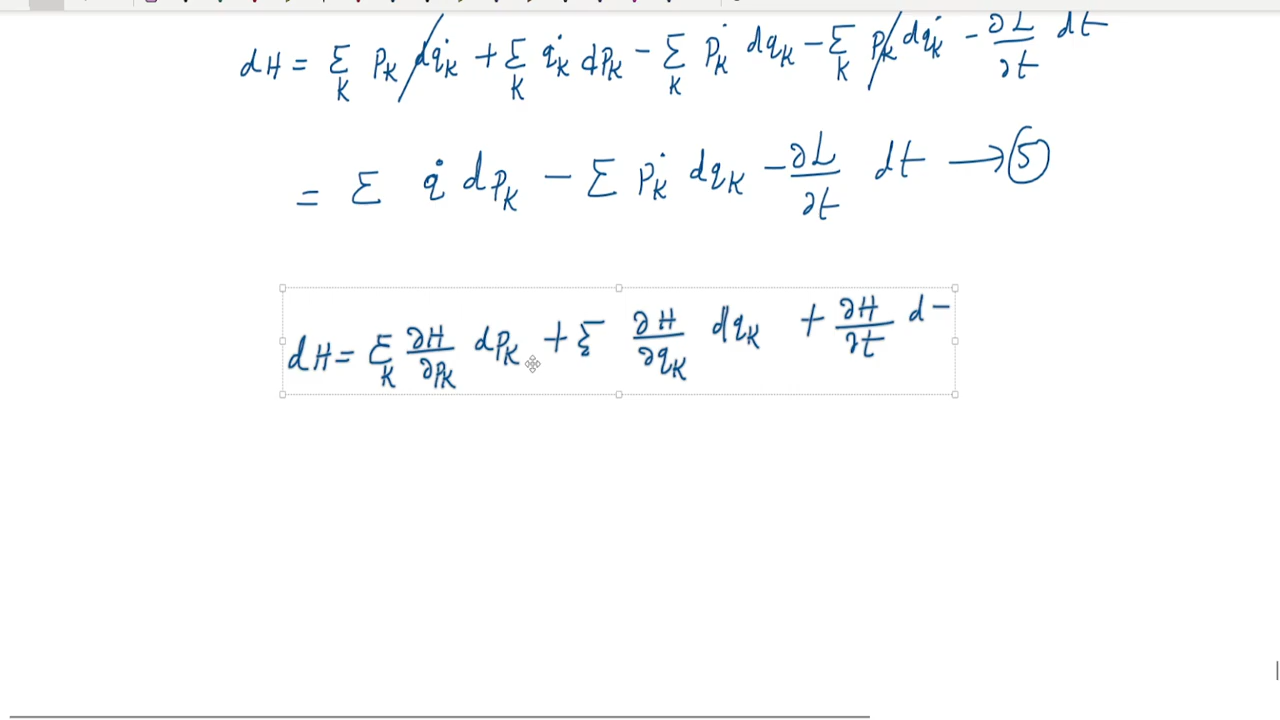 dH = Σ_K P_K dq̇_K + Σ_K q̇_K dP_K − Σ_K Ṗ_K dq_K − Σ_K P_K dq̇_K − ∂L/∂t dt
= Σ q̇ dP_K − Σ Ṗ_K dq_K − ∂L/∂t dt → ⑤
dH = Σ_K ∂H/∂P_K dP_K + Σ ∂H/∂q_K dq_K + ∂H/∂t d−